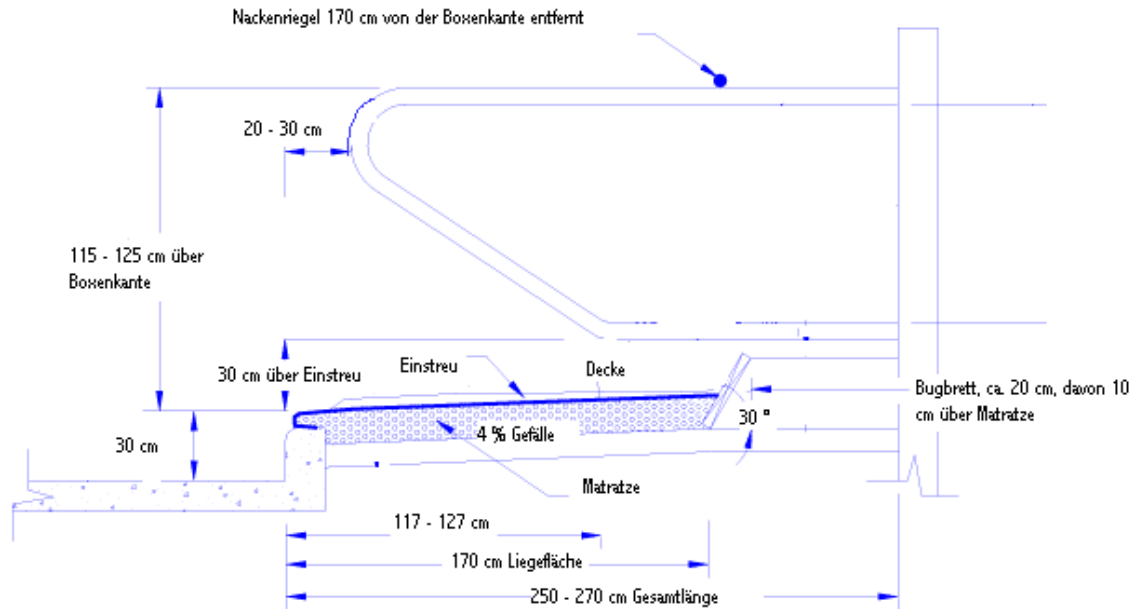 Nackenriegel 170 cm von der Boxenkante entfernt
20 - 30 cm
115 - 125 cm über
Boxenkante
30 cm über Einstreu
Einstreu
Decke
Bugbrett, ca. 20 cm, davon 10
cm über Matratze
30 °
30 cm
4 % Gefälle
Matratze
117 - 127 cm
170 cm Liegefläche
250 - 270 cm Gesamtlänge